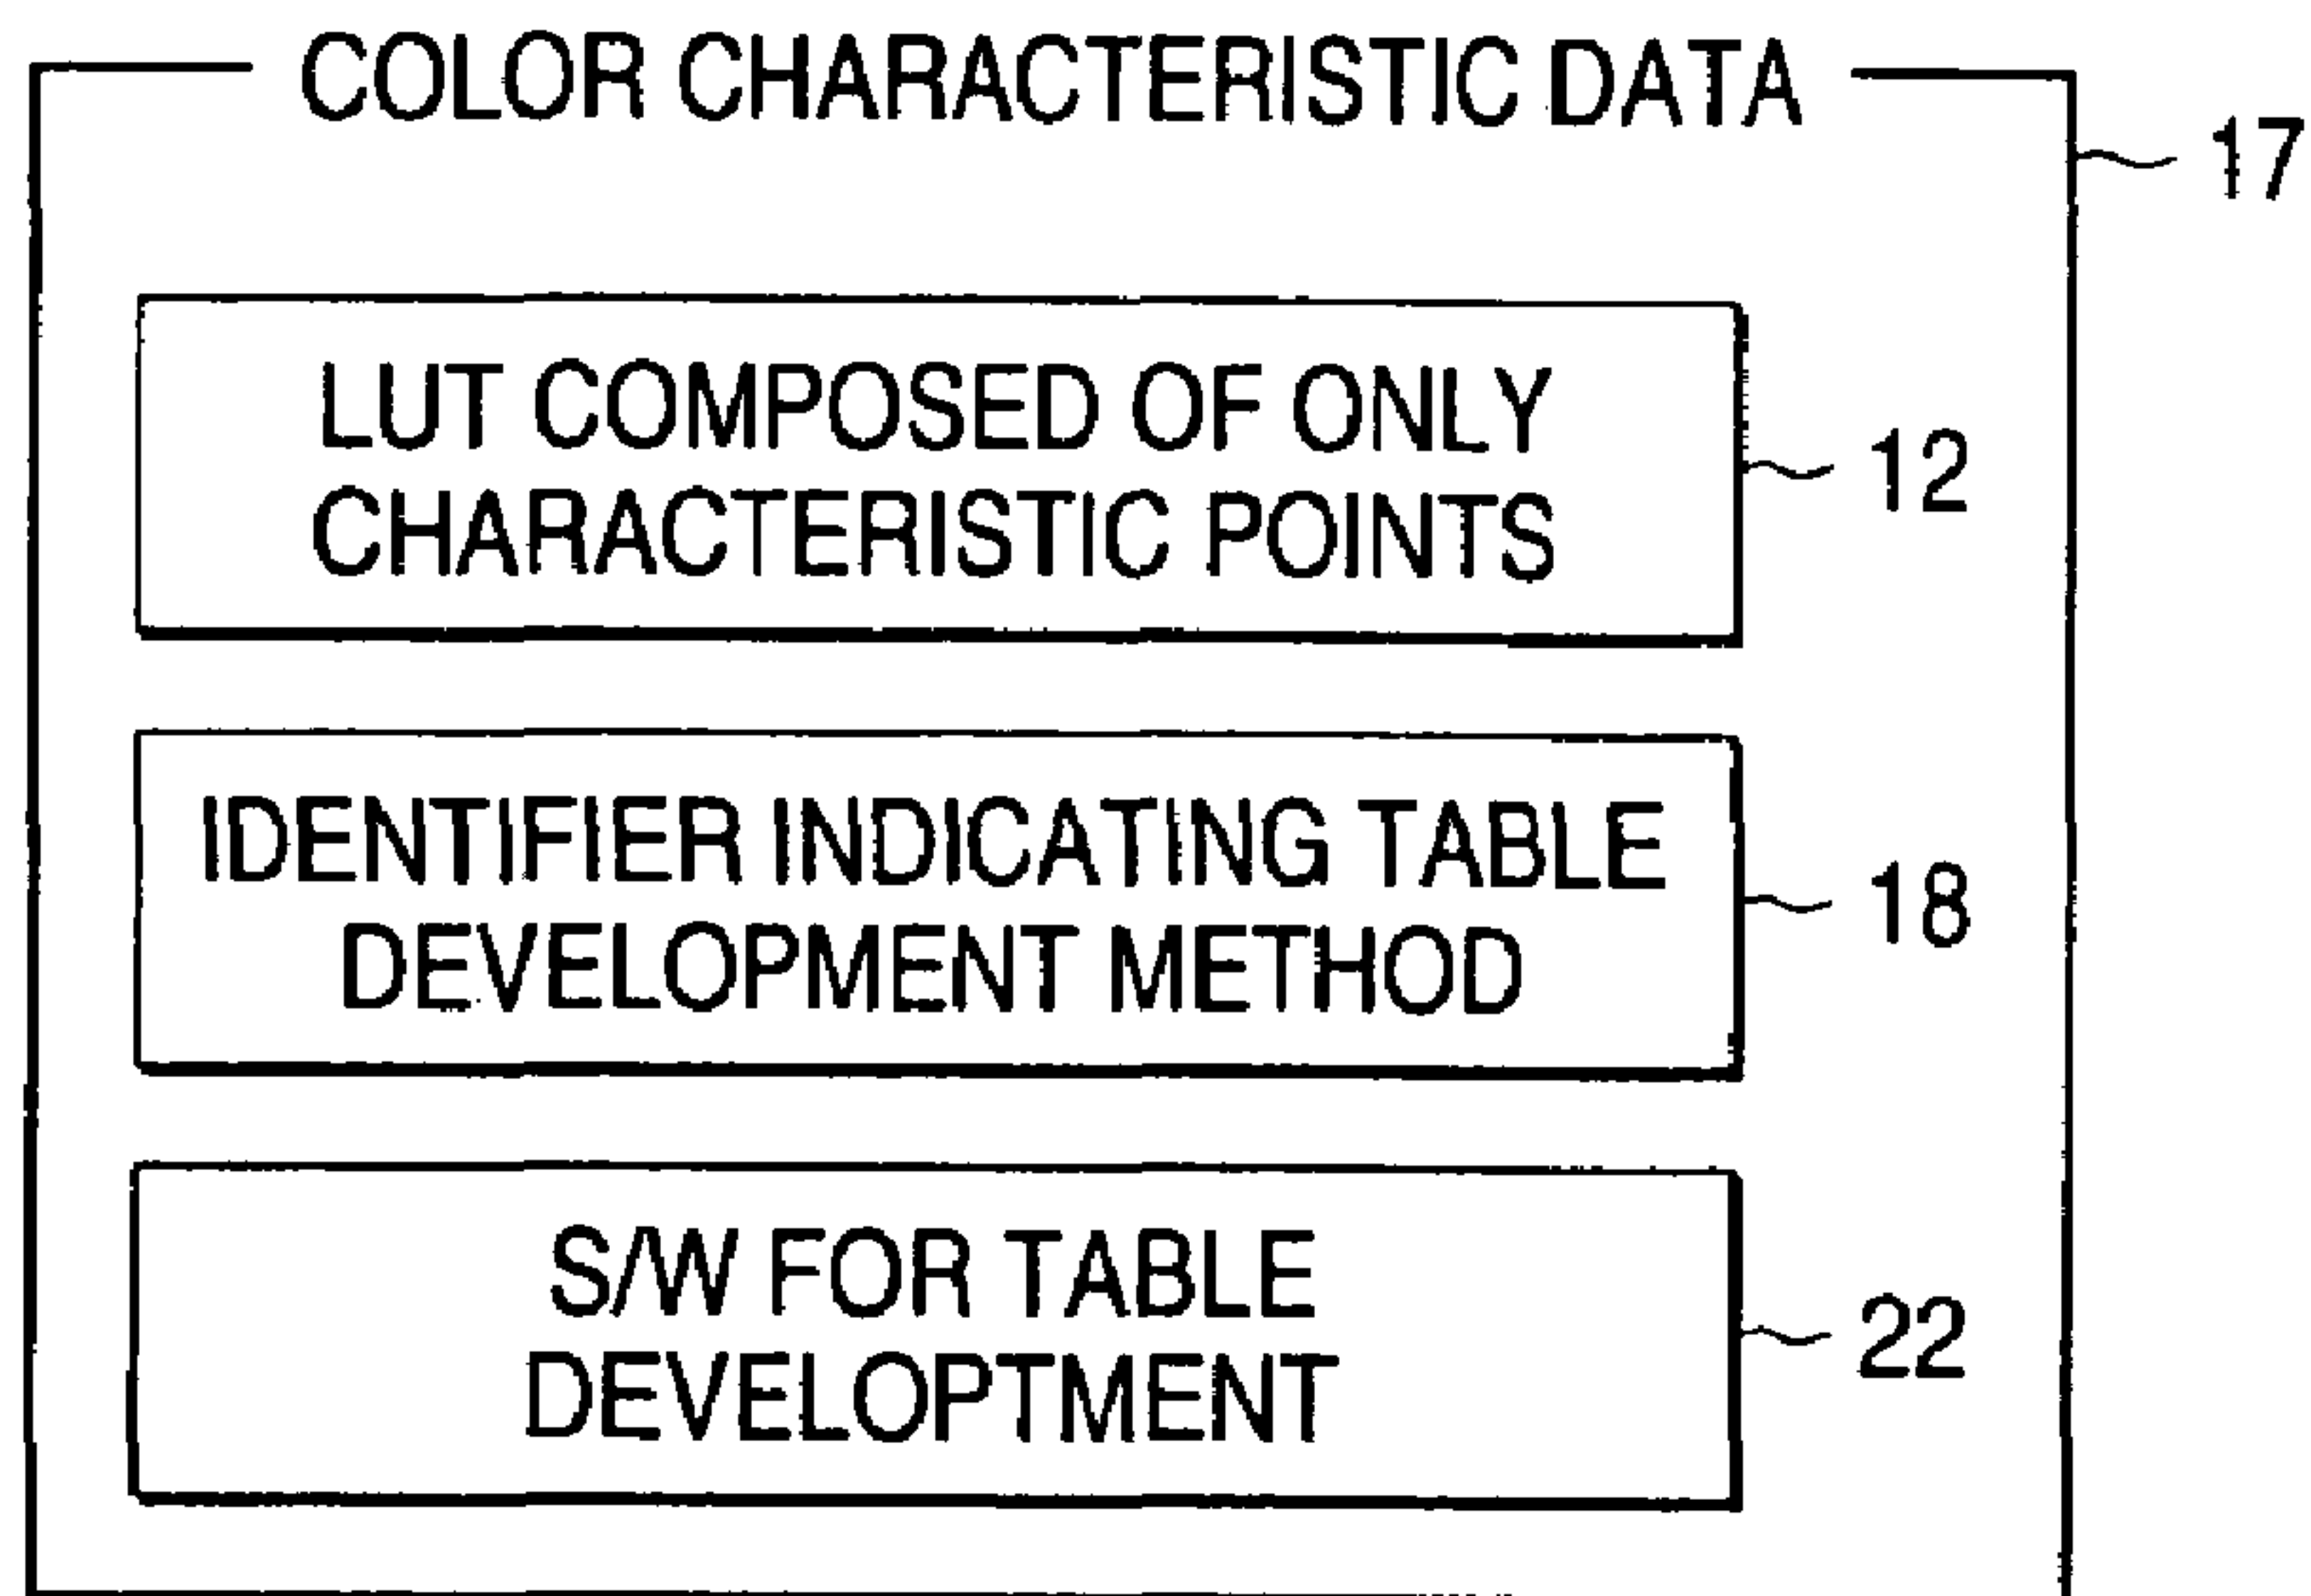 COLOR CHARACTERISTIC DATA
17
LUT COMPOSED OF ONLY
CHARACTERISTIC POINTS
12
IDENTIFIER INDICATING TABLE
DEVELOPMENT METHOD
18
S/W FOR TABLE
DEVELOPTMENT
22